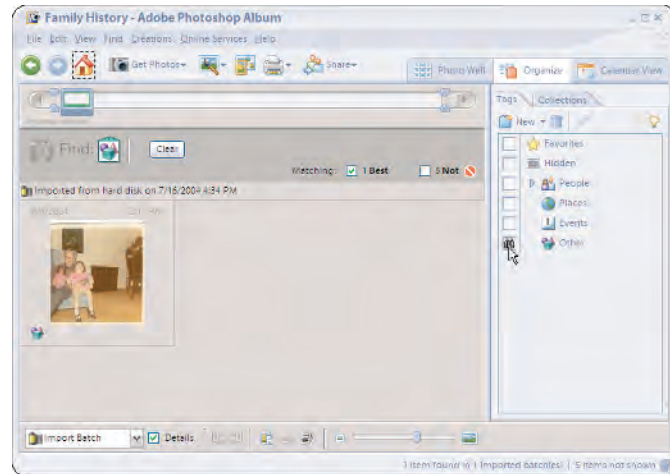 Family History - Adobe Photoshop Album
File Edit View Find Creations Online Services Help
Get Photos Share
Photo Well Organize Calendar View
Tags Collections
New
Find: Clear
Favorites
Hidden
Matching: 1 Best 5 Not
People
Imported from hard disk on 7/16/2004 4:34 PM
Places
Events
Other
Import Batch Details
1 item found in 1 imported batch(es) | 5 items not shown